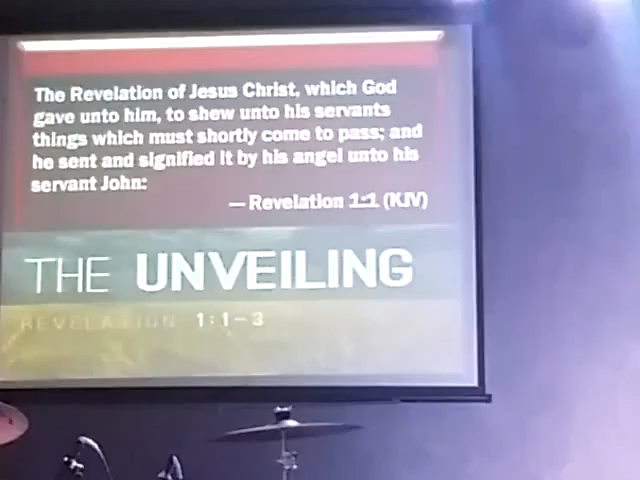 The Revelation of Jesus Christ, which God
gave unto him, to shew unto his servants
things which must shortly come to pass; and
he sent and signified it by his angel unto his
servant John:
—Revelation 1:1 (KJV)
THE UNVEILING
REVELATION 1:1-3